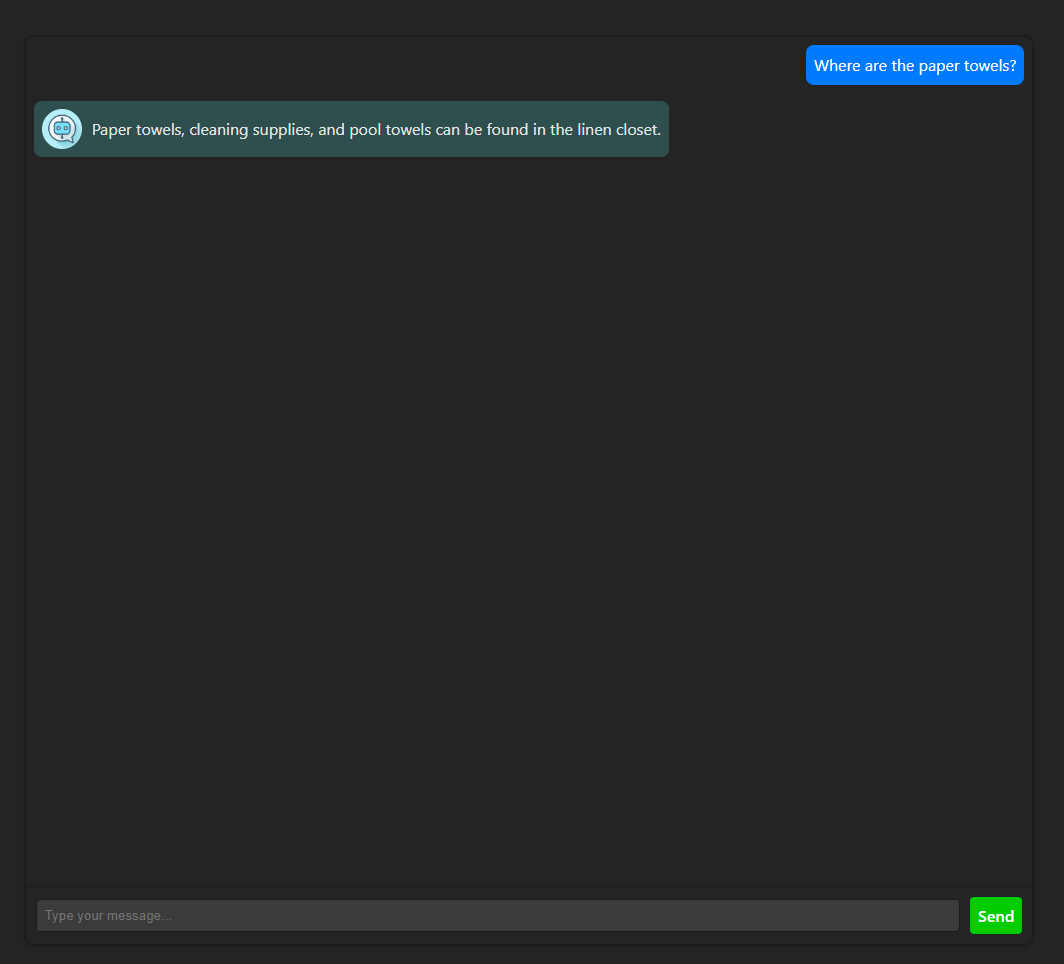 Where are the paper towels?
Paper towels, cleaning supplies, and pool towels can be found in the linen closet.
Type your message...
Send